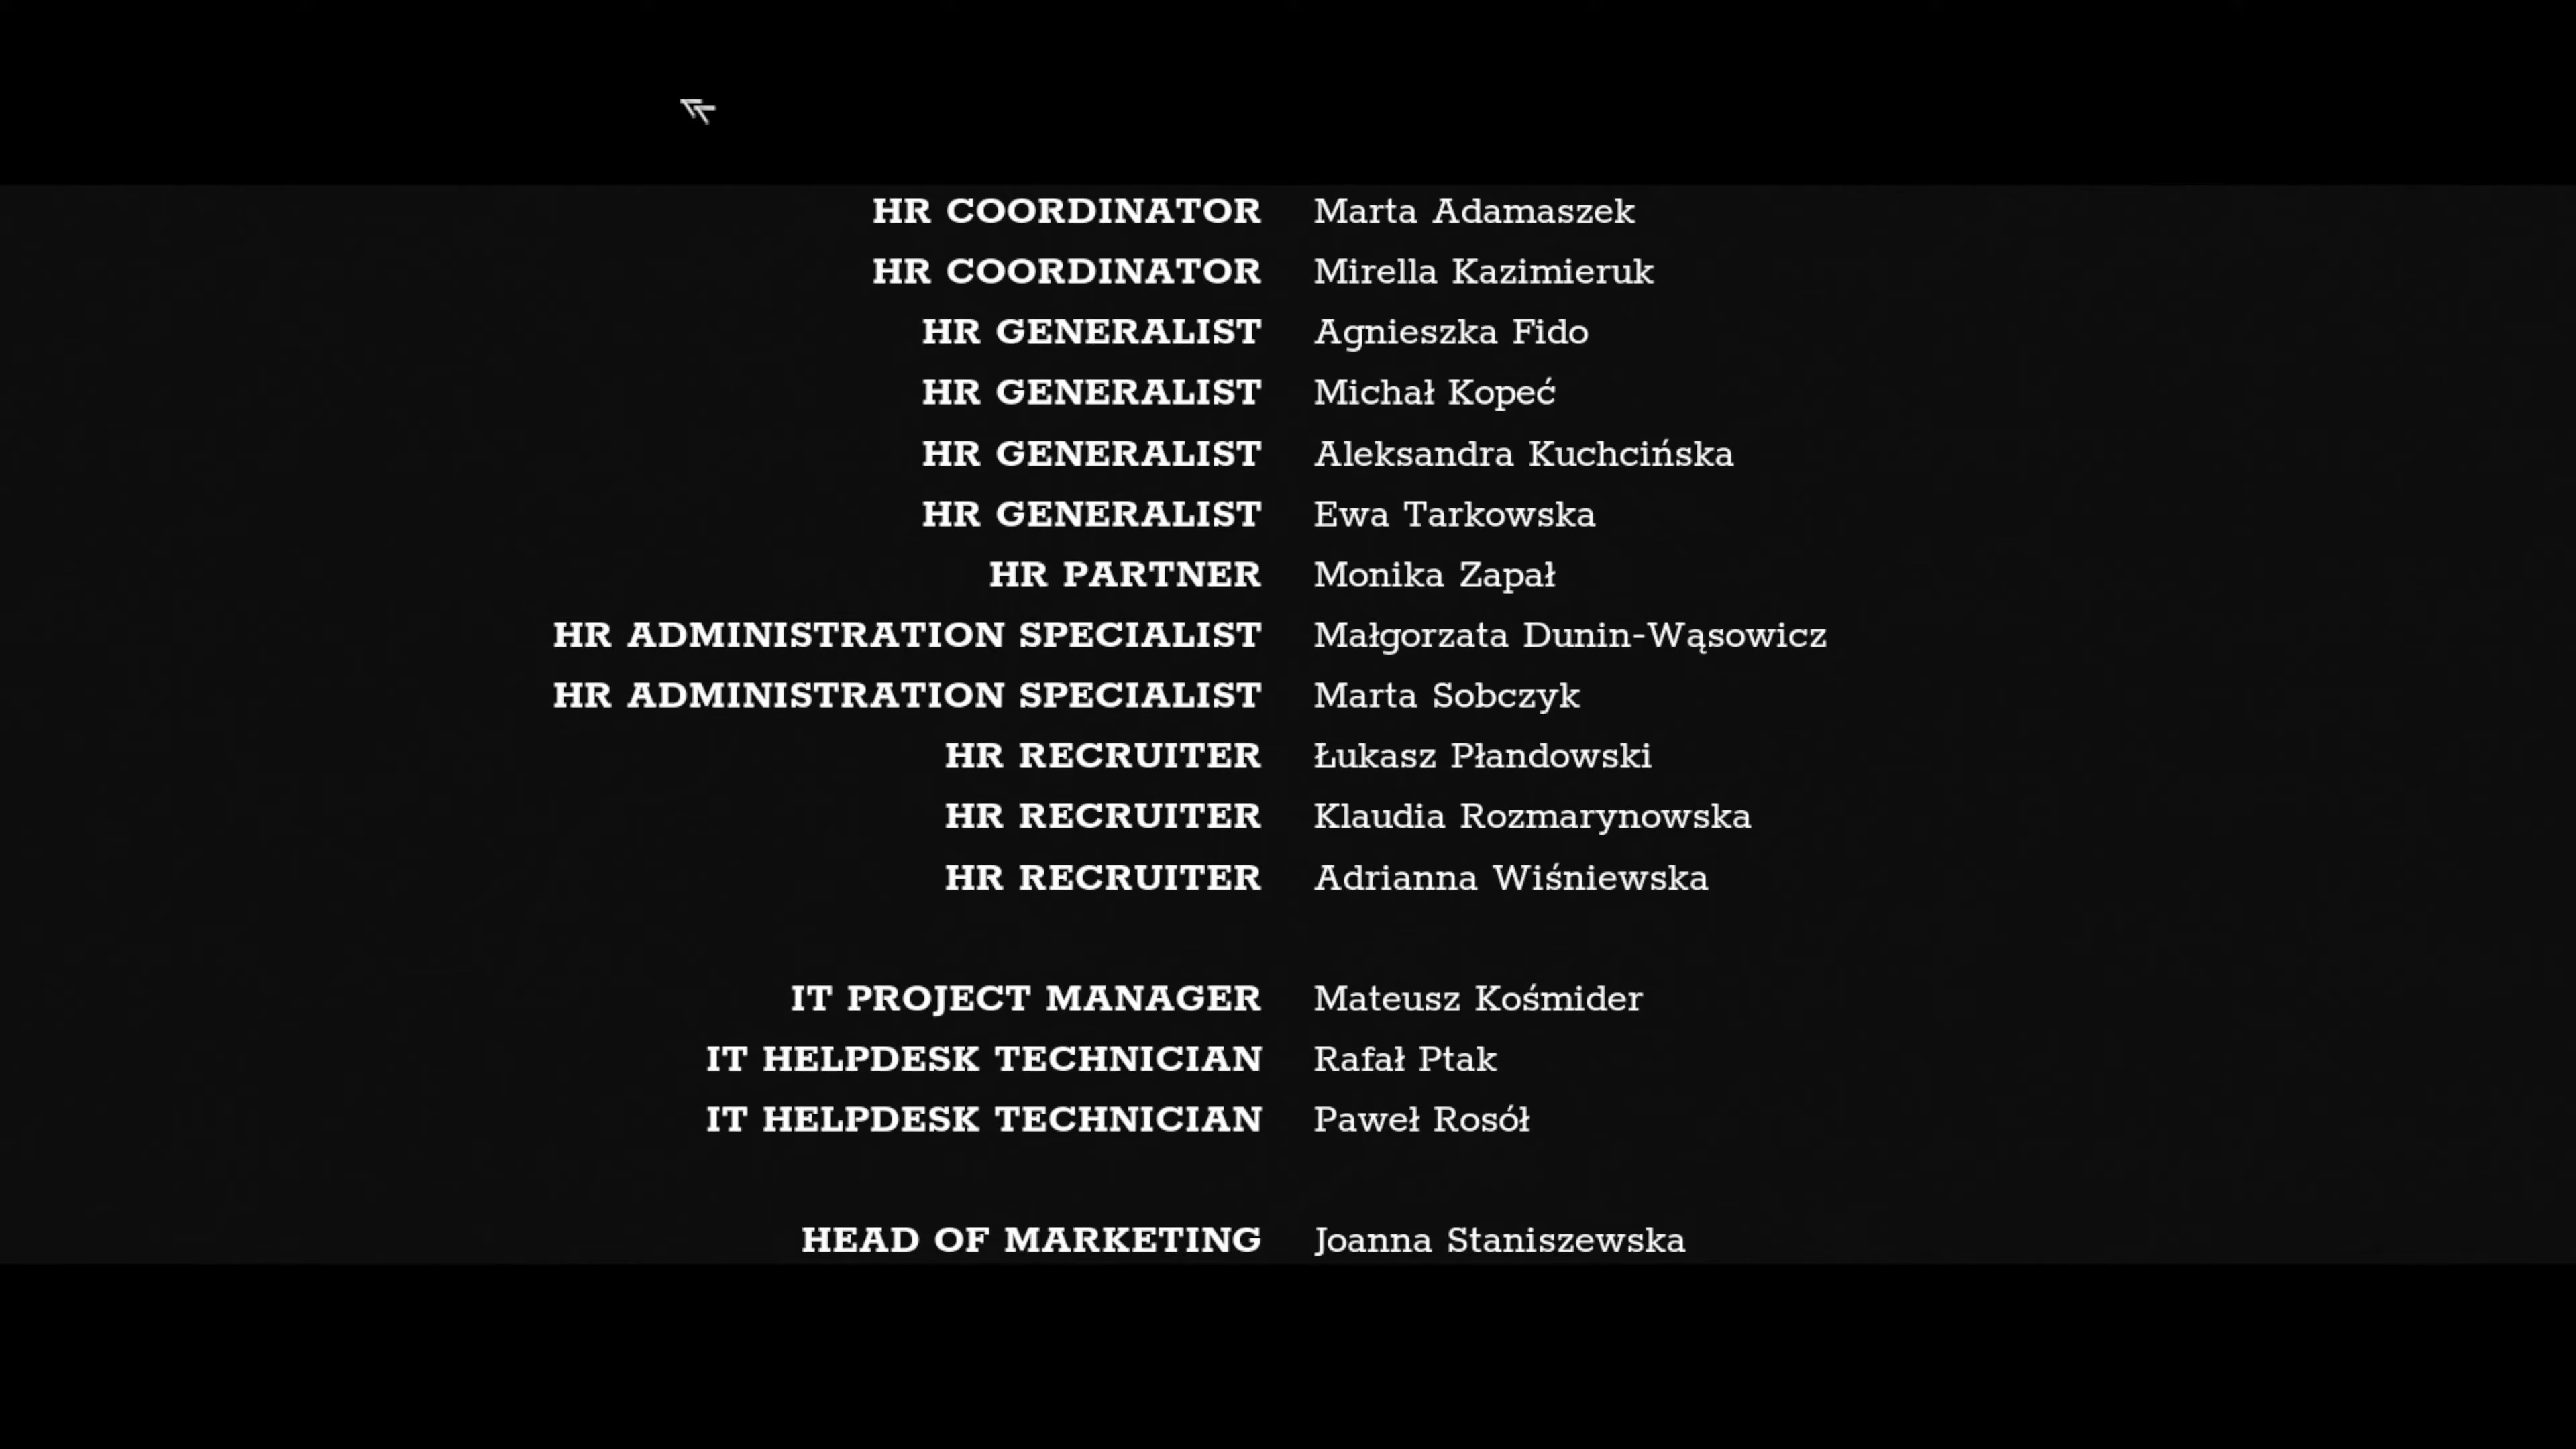 HR COORDINATOR Marta Adamaszek
HR COORDINATOR Mirella Kazimieruk
HR GENERALIST Agnieszka Fido
HR GENERALIST Michał Kopeć
HR GENERALIST Aleksandra Kuchcińska
HR GENERALIST Ewa Tarkowska
HR PARTNER Monika Zapał
HR ADMINISTRATION SPECIALIST Małgorzata Dunin-Wąsowicz
HR ADMINISTRATION SPECIALIST Marta Sobczyk
HR RECRUITER Łukasz Płandowski
HR RECRUITER Klaudia Rozmarynowska
HR RECRUITER Adrianna Wiśniewska
IT PROJECT MANAGER Mateusz Kośmider
IT HELPDESK TECHNICIAN Rafał Ptak
IT HELPDESK TECHNICIAN Paweł Rosół
HEAD OF MARKETING Joanna Staniszewska